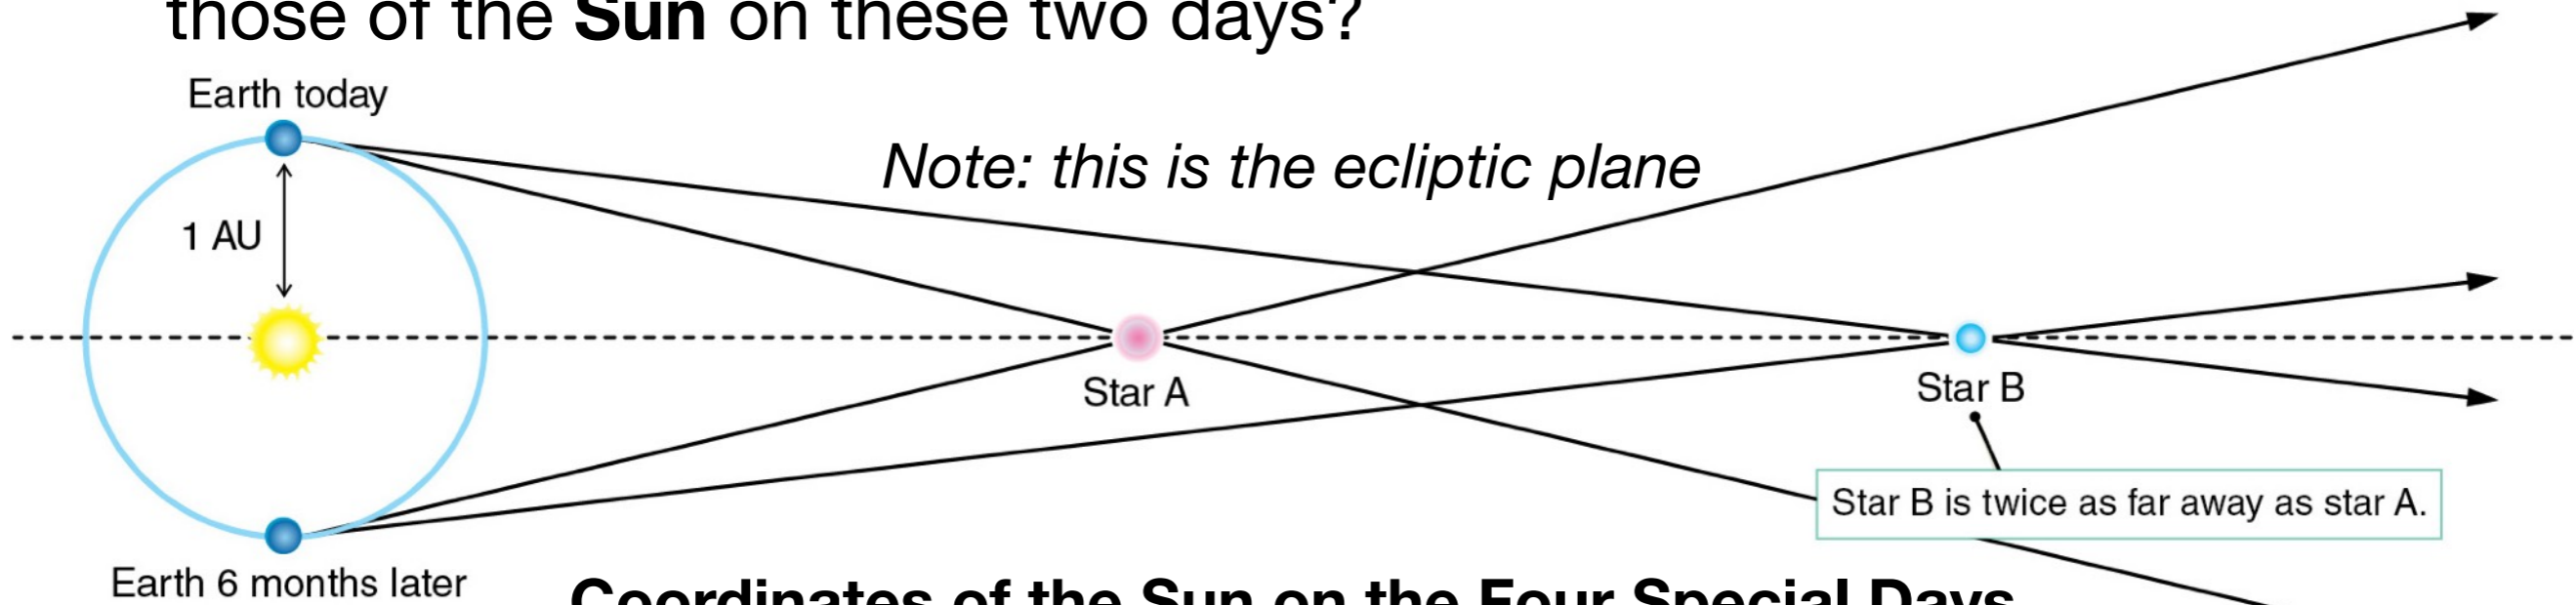 those of the Sun on these two days?
Earth today
Note: this is the ecliptic plane
1 AU
Star A
Star B
Star B is twice as far away as star A.
Earth 6 months later
Coordinates of the Sun on the Four Special Days